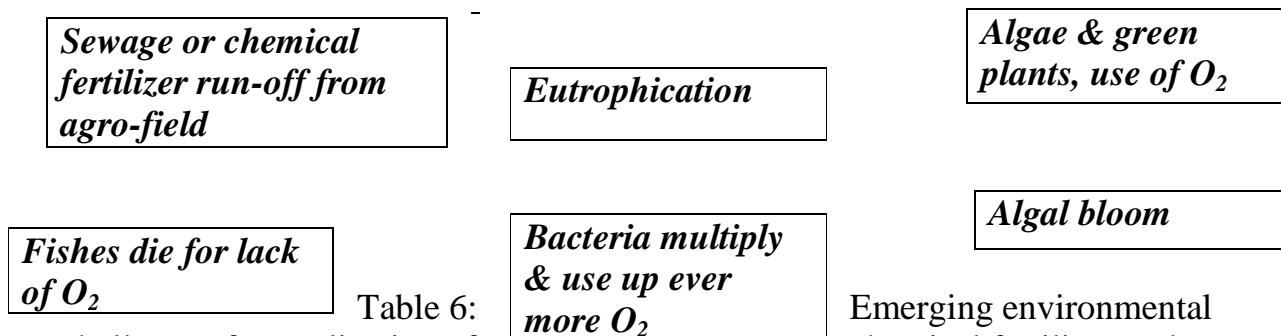 Sewage or chemical
fertilizer run-off from
agro-field
Eutrophication
Algae & green
plants, use of O₂
Algal bloom
Bacteria multiply
& use up ever
more O₂
Fishes die for lack
of O₂
Table 6: Emerging environmental